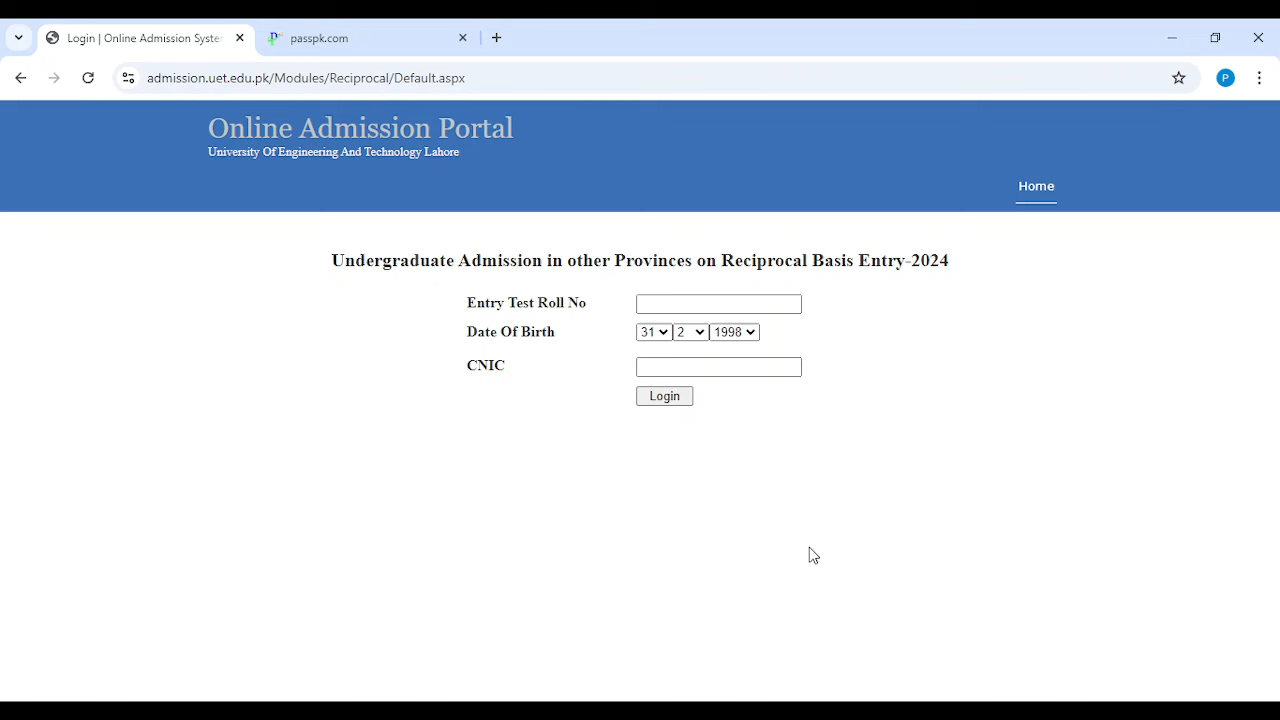 Login | Online Admission Syste
passpk.com
admission.uet.edu.pk/Modules/Reciprocal/Default.aspx
P
Online Admission Portal
University Of Engineering And Technology Lahore
Home
Undergraduate Admission in other Provinces on Reciprocal Basis Entry-2024
Entry Test Roll No
Date Of Birth 31 2 1998
CNIC
Login